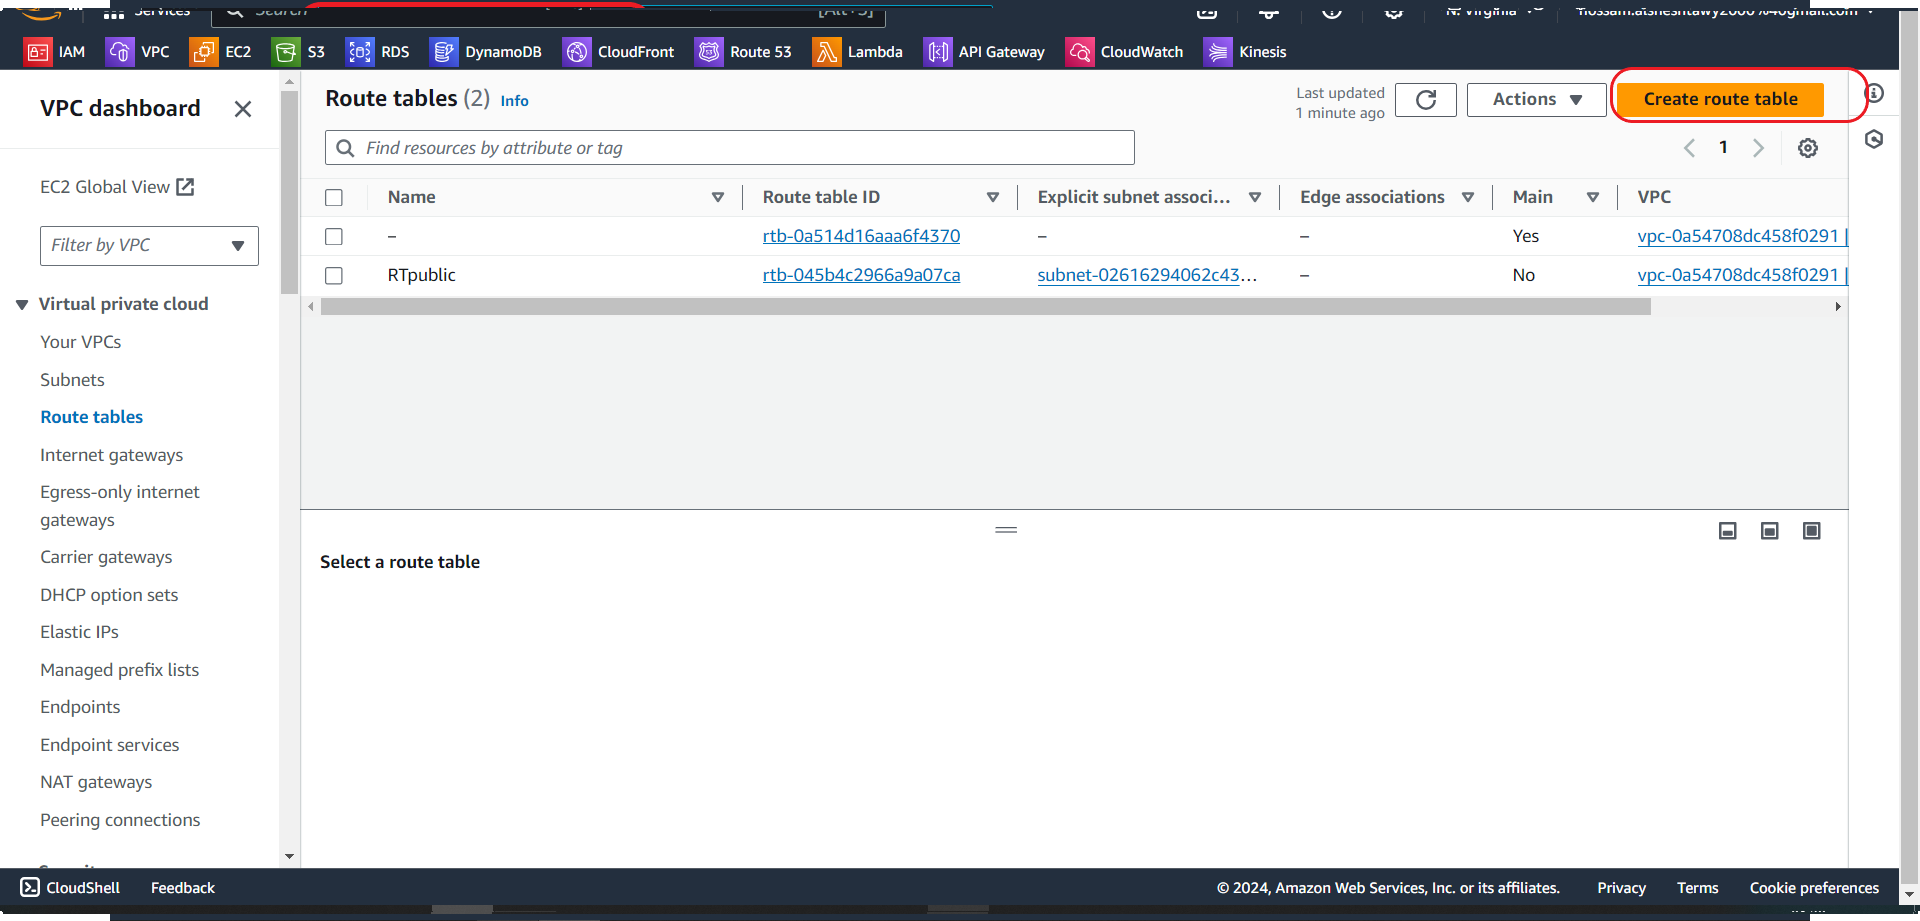 Services
Search
[Alt+S]
N. Virginia
IAM
VPC
EC2
S3
RDS
DynamoDB
CloudFront
Route 53
Lambda
API Gateway
CloudWatch
Kinesis
VPC dashboard
EC2 Global View
Filter by VPC
Virtual private cloud
Your VPCs
Subnets
Route tables
Internet gateways
Egress-only internet
gateways
Carrier gateways
DHCP option sets
Elastic IPs
Managed prefix lists
Endpoints
Endpoint services
NAT gateways
Peering connections
Route tables (2) Info
Last updated
1 minute ago
Actions
Create route table
Find resources by attribute or tag
1
Name Route table ID Explicit subnet associ... Edge associations Main VPC
– rtb-0a514d16aaa6f4370 – – Yes vpc-0a54708dc458f0291 |
RTpublic rtb-045b4c2966a9a07ca subnet-02616294062c43... – No vpc-0a54708dc458f0291 |
Select a route table
CloudShell Feedback © 2024, Amazon Web Services, Inc. or its affiliates. Privacy Terms Cookie preferences